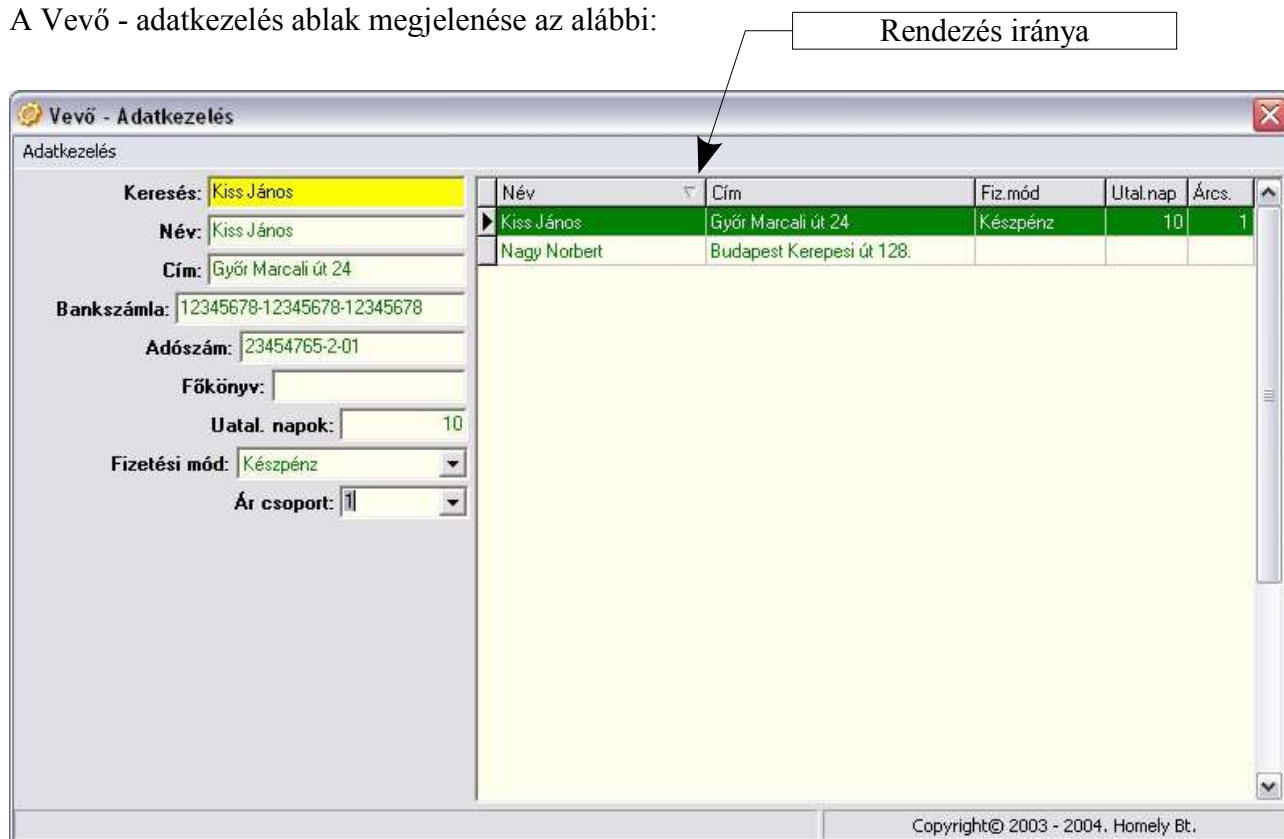 A Vevő - adatkezelés ablak megjelenése az alábbi:
Rendezés iránya
Vevő - Adatkezelés
Adatkezelés
Keresés: Kiss János
Név: Kiss János
Cím: Győr Marcali út 24
Bankszámla: 12345678-12345678-12345678
Adószám: 23454765-2-01
Főkönyv:
Uatal. napok: 10
Fizetési mód: Készpénz
Ár csoport: 1
Név Cím Fiz.mód Utal.nap Árcs.
Kiss János Győr Marcali út 24 Készpénz 10 1
Nagy Norbert Budapest Kerepesi út 128.
Copyright© 2003 - 2004. Homely Bt.